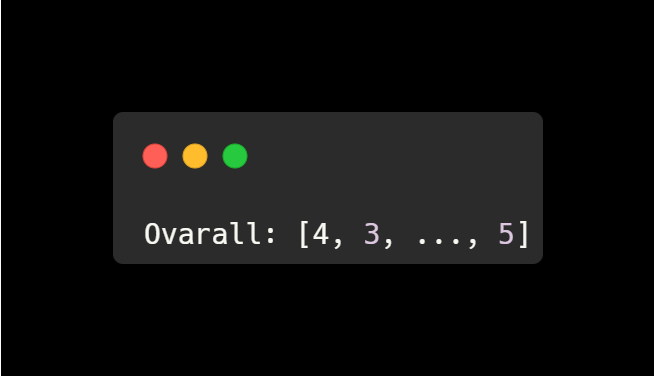 Ovarall: [4, 3, ..., 5]